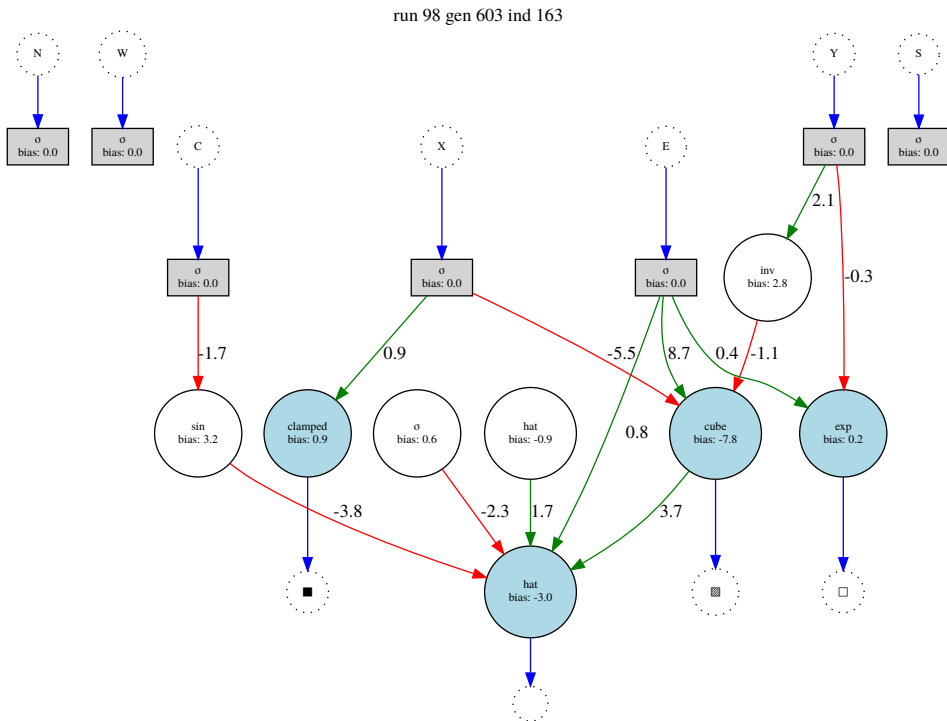 run 98 gen 603 ind 163
N
W
Y
S
σ
bias: 0.0
σ
bias: 0.0
C
X
E
σ
bias: 0.0
σ
bias: 0.0
2.1
σ
bias: 0.0
σ
bias: 0.0
σ
bias: 0.0
inv
bias: 2.8
-0.3
-1.7
0.9
-5.5
8.7
0.4
-1.1
sin
bias: 3.2
clamped
bias: 0.9
σ
bias: 0.6
hat
bias: -0.9
0.8
cube
bias: -7.8
exp
bias: 0.2
-3.8
-2.3
1.7
3.7
hat
bias: -3.0
■
▨
□